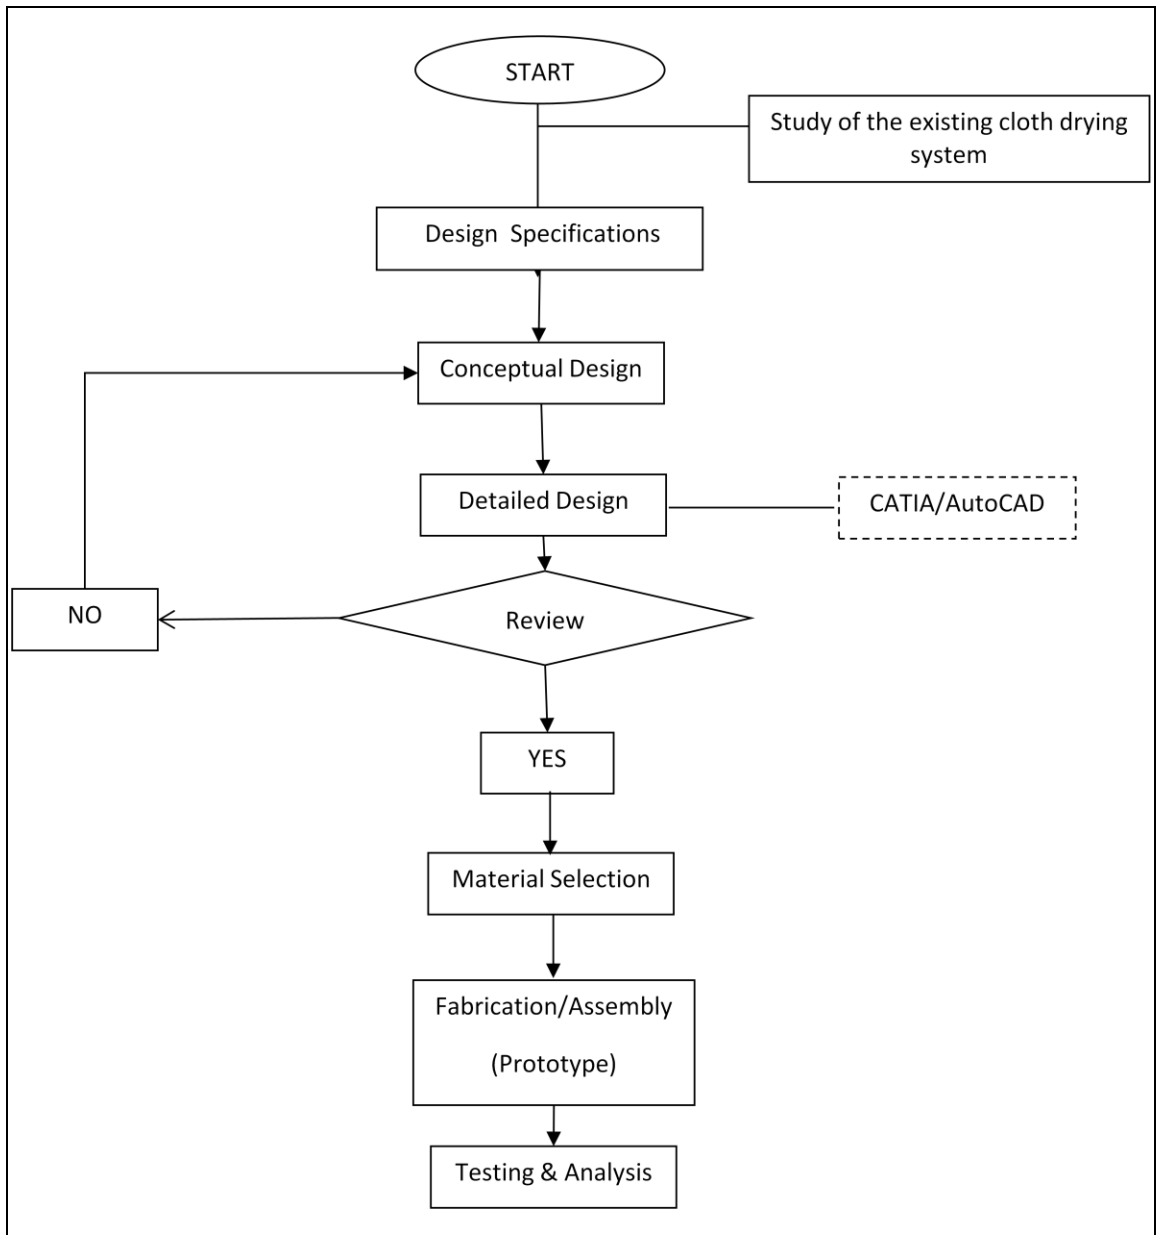 START
Study of the existing cloth drying
system
Design Specifications
Conceptual Design
Detailed Design
CATIA/AutoCAD
NO
Review
YES
Material Selection
Fabrication/Assembly
(Prototype)
Testing & Analysis